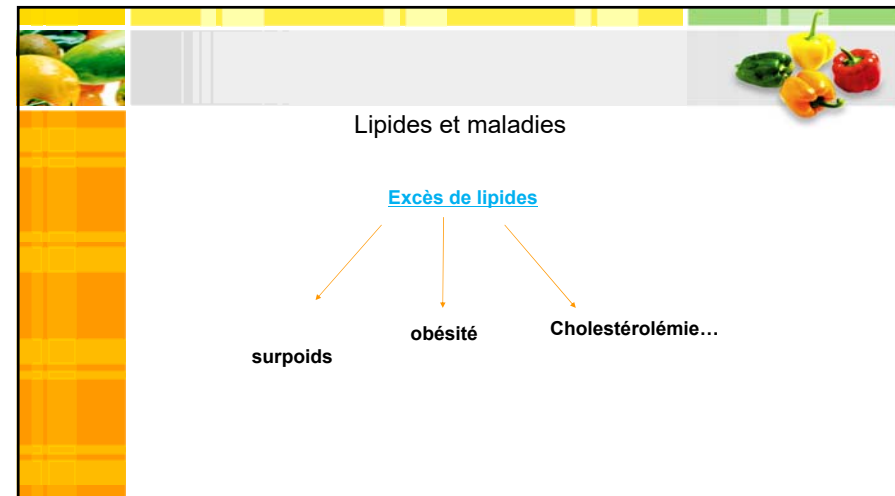 Lipides et maladies
Excès de lipides
surpoids
obésité
Cholestérolémie…